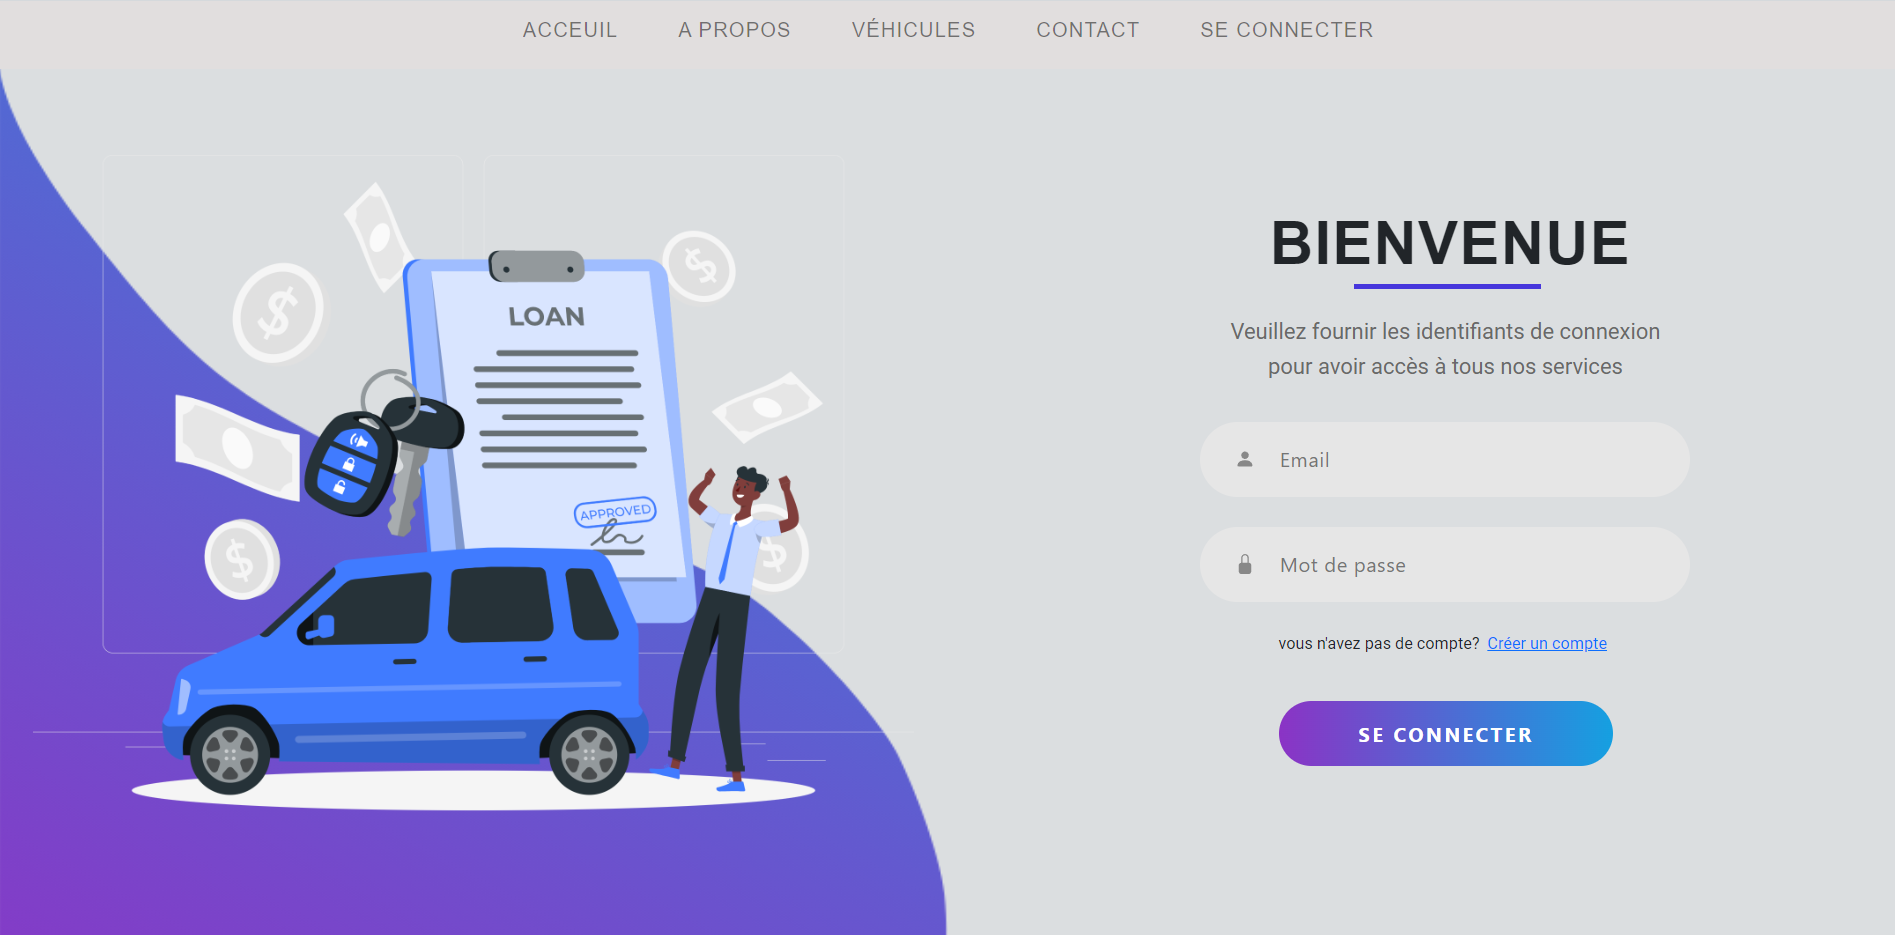 ACCEUIL A PROPOS VÉHICULES CONTACT SE CONNECTER
LOAN
APPROVED
BIENVENUE
Veuillez fournir les identifiants de connexion
pour avoir accès à tous nos services
Email
Mot de passe
vous n'avez pas de compte? Créer un compte
SE CONNECTER